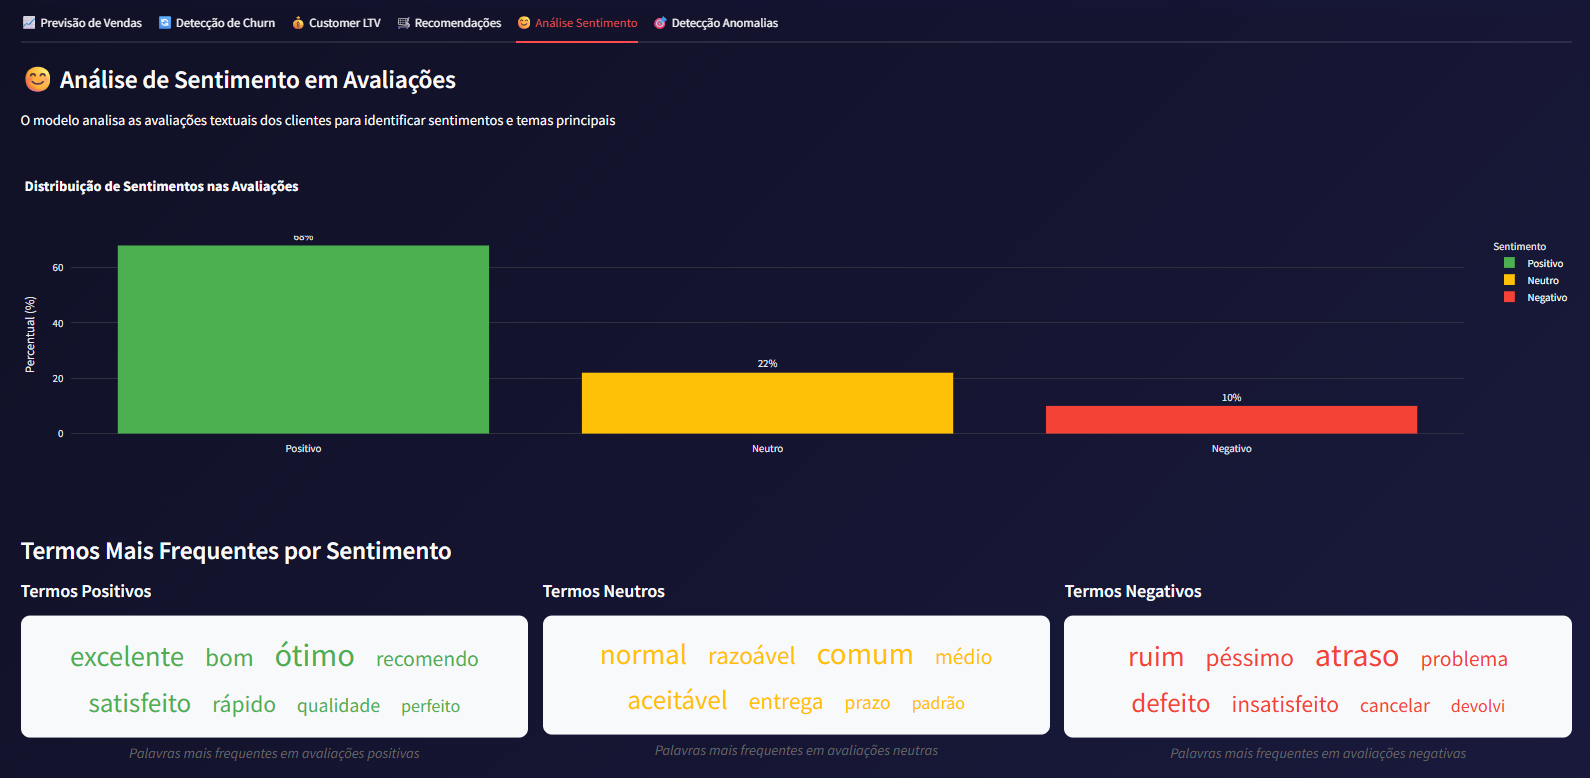 Previsão de Vendas Detecção de Churn Customer LTV Recomendações Análise Sentimento Detecção Anomalias
Análise de Sentimento em Avaliações
O modelo analisa as avaliações textuais dos clientes para identificar sentimentos e temas principais
Distribuição de Sentimentos nas Avaliações
68%
Sentimento
Positivo
Neutro
Negativo
Percentual (%)
60
40
20
0
22%
10%
Positivo Neutro Negativo
Termos Mais Frequentes por Sentimento
Termos Positivos
excelente bom ótimo recomendo
satisfeito rápido qualidade perfeito
Palavras mais frequentes em avaliações positivas
Termos Neutros
normal razoável comum médio
aceitável entrega prazo padrão
Palavras mais frequentes em avaliações neutras
Termos Negativos
ruim péssimo atraso problema
defeito insatisfeito cancelar devolvi
Palavras mais frequentes em avaliações negativas